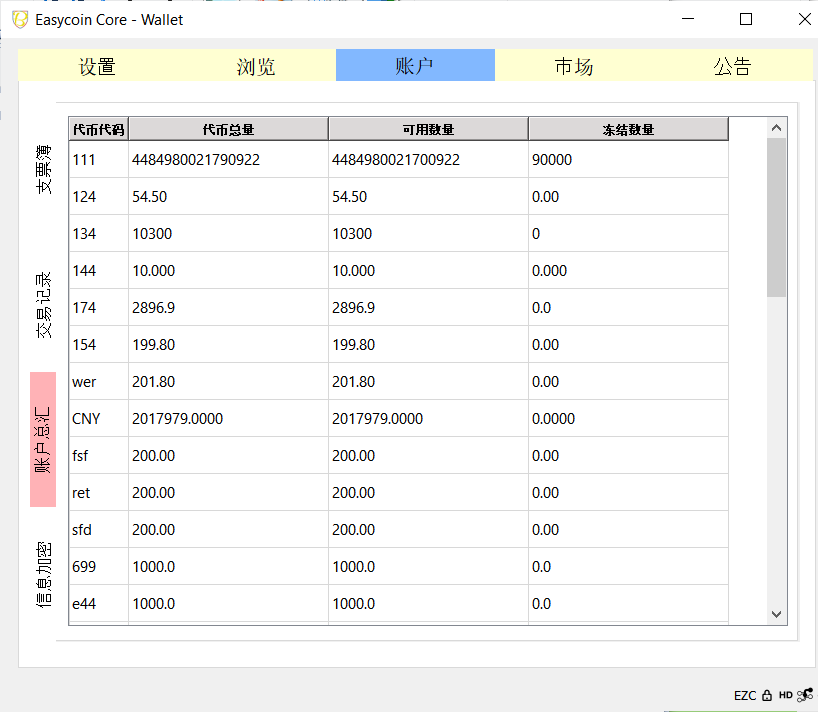 Easycoin Core - Wallet
设置 浏览 账户 市场 公告
支票簿
交易记录
账户总汇
信息加密
代币代码 代币总量 可用数量 冻结数量
111 4484980021790922 4484980021700922 90000
124 54.50 54.50 0.00
134 10300 10300 0
144 10.000 10.000 0.000
174 2896.9 2896.9 0.0
154 199.80 199.80 0.00
wer 201.80 201.80 0.00
CNY 2017979.0000 2017979.0000 0.0000
fsf 200.00 200.00 0.00
ret 200.00 200.00 0.00
sfd 200.00 200.00 0.00
699 1000.0 1000.0 0.0
e44 1000.0 1000.0 0.0
EZC HD